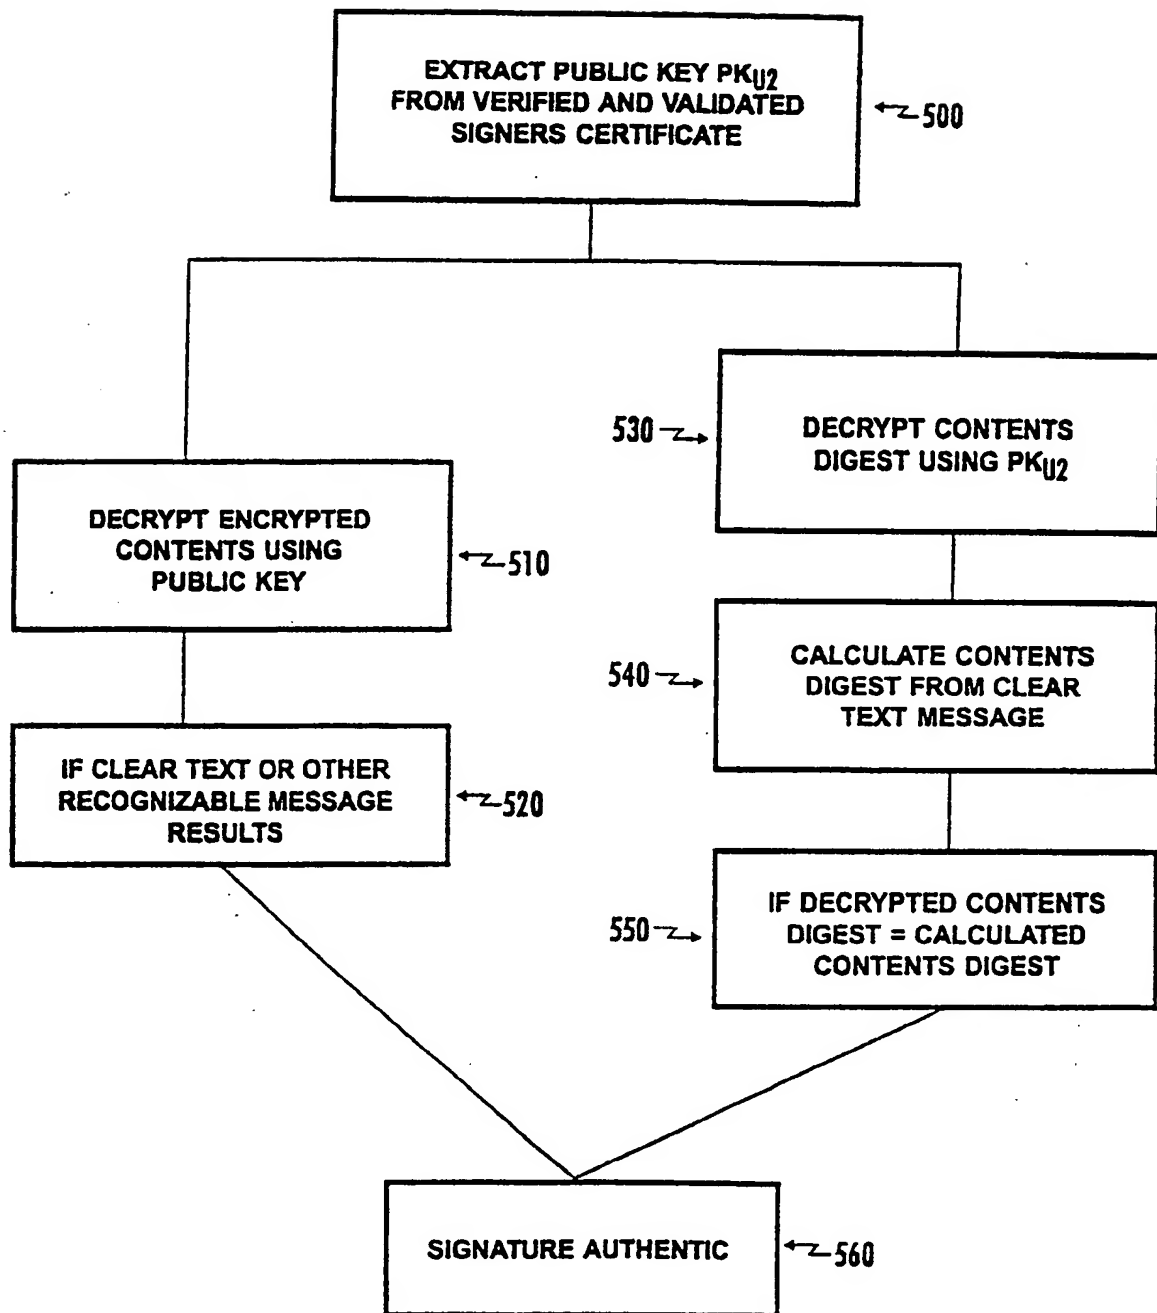 EXTRACT PUBLIC KEY PKU2
FROM VERIFIED AND VALIDATED
SIGNERS CERTIFICATE
500
DECRYPT ENCRYPTED
CONTENTS USING
PUBLIC KEY
510
IF CLEAR TEXT OR OTHER
RECOGNIZABLE MESSAGE
RESULTS
520
530
DECRYPT CONTENTS
DIGEST USING PKU2
540
CALCULATE CONTENTS
DIGEST FROM CLEAR
TEXT MESSAGE
550
IF DECRYPTED CONTENTS
DIGEST = CALCULATED
CONTENTS DIGEST
SIGNATURE AUTHENTIC
560